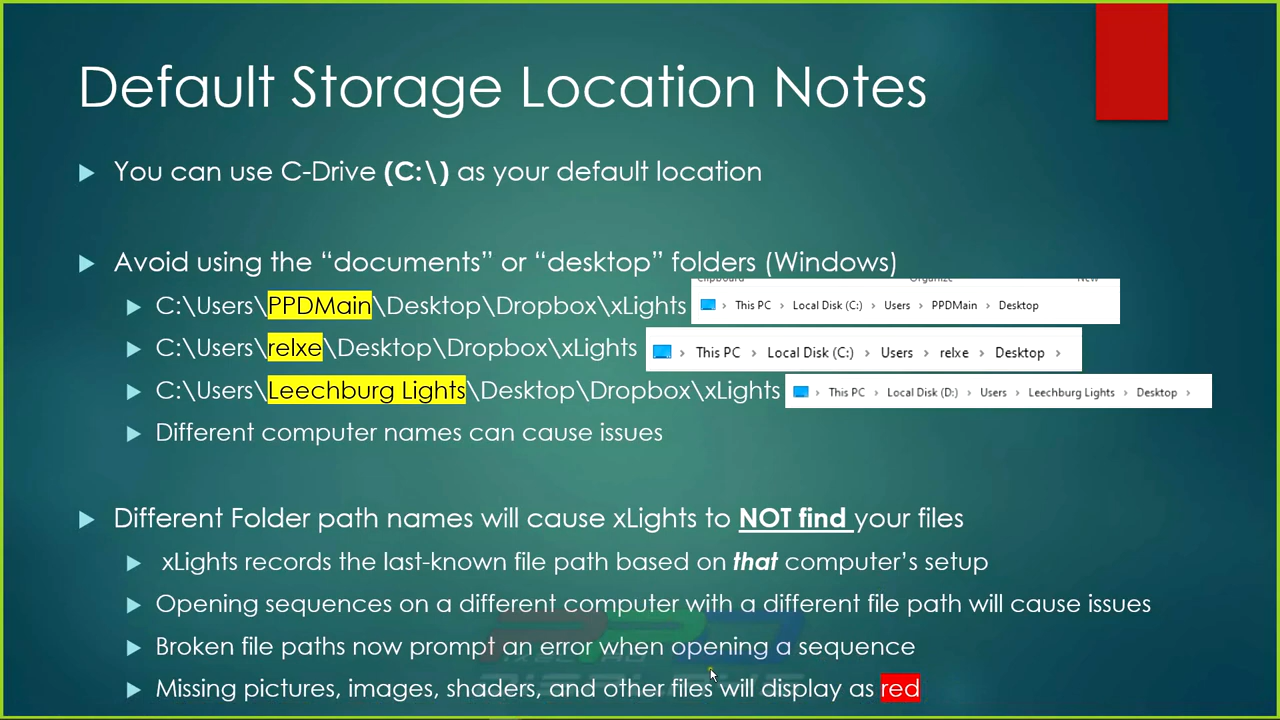 Default Storage Location Notes
You can use C-Drive (C:\) as your default location
Avoid using the “documents” or “desktop” folders (Windows)
Clipboard Organize New
C:\Users\PPDMain\Desktop\Dropbox\xLights This PC › Local Disk (C:) › Users › PPDMain › Desktop
C:\Users\relxe\Desktop\Dropbox\xLights › This PC › Local Disk (C:) › Users › relxe › Desktop ›
C:\Users\Leechburg Lights\Desktop\Dropbox\xLights › This PC › Local Disk (D:) › Users › Leechburg Lights › Desktop ›
Different computer names can cause issues
Different Folder path names will cause xLights to NOT find your files
xLights records the last-known file path based on that computer’s setup
Opening sequences on a different computer with a different file path will cause issues
Broken file paths now prompt an error when opening a sequence
Missing pictures, images, shaders, and other files will display as red